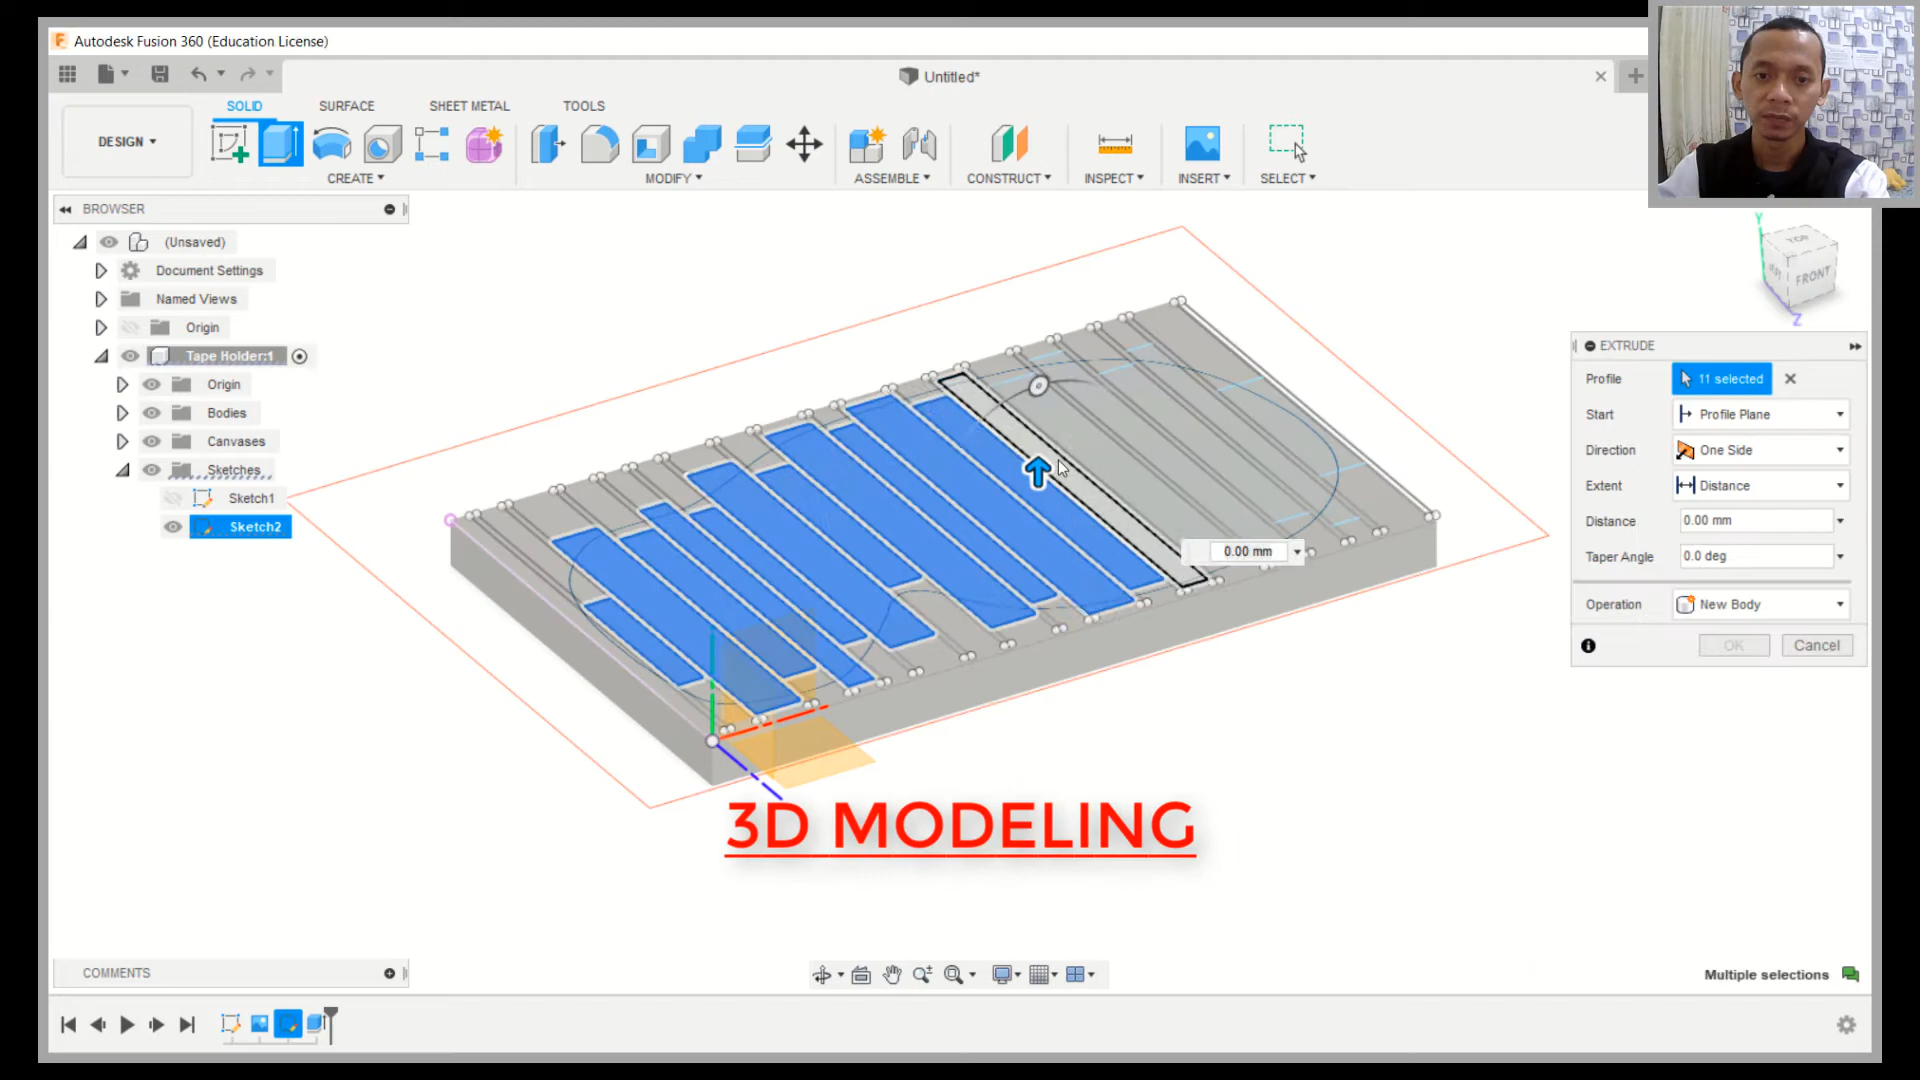 Autodesk Fusion 360 (Education License)
Untitled*
SOLID SURFACE SHEET METAL TOOLS
DESIGN
CREATE MODIFY ASSEMBLE CONSTRUCT INSPECT INSERT SELECT
BROWSER
(Unsaved)
Document Settings
Named Views
Origin
Tape Holder:1
Origin
Bodies
Canvases
Sketches
Sketch1
Sketch2
Y
TOP
FRONT
Z
EXTRUDE
Profile 11 selected
Start Profile Plane
Direction One Side
Extent Distance
Distance 0.00 mm
Taper Angle 0.0 deg
Operation New Body
OK Cancel
0.00 mm
3D MODELING
COMMENTS
Multiple selections